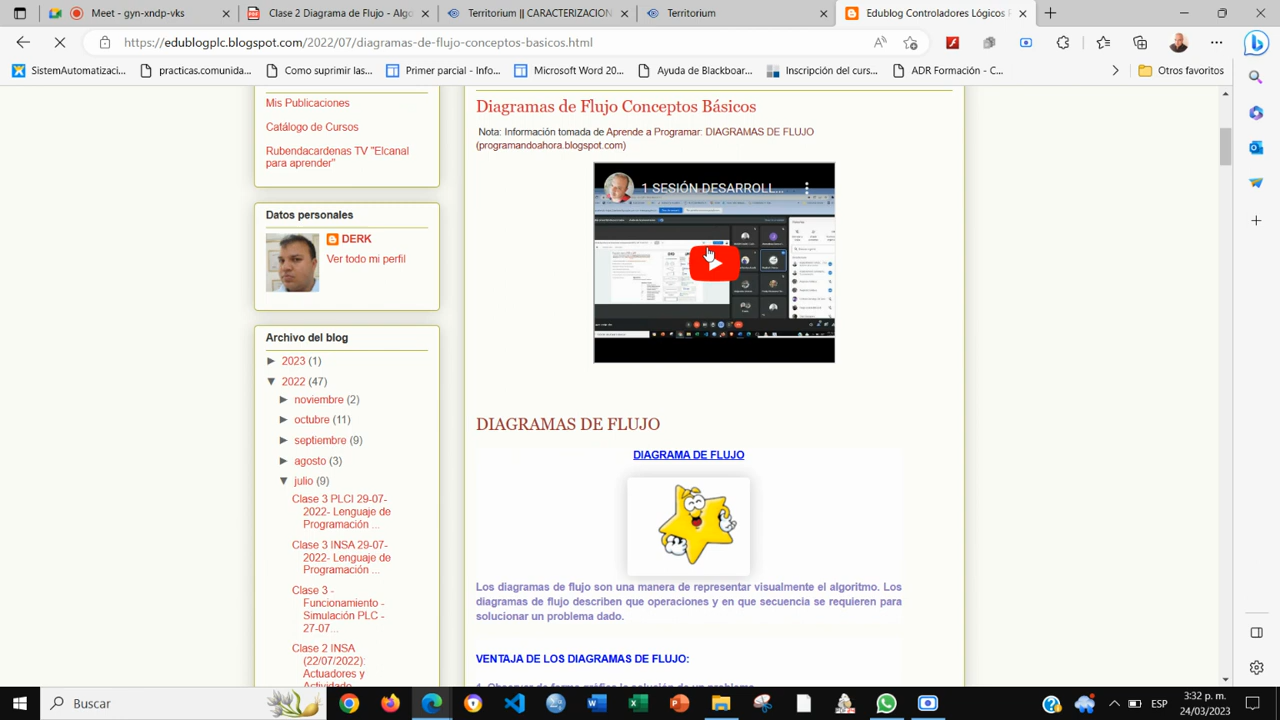 Meet - gyn-vocj-mpt
Rubendacardenas
Clase 2 Diagramas de Flujo - Algo
Territorium || CARACTERIZACIÓN
Territorium
Edublog Controladores Lógicos P
https://edublogplc.blogspot.com/2022/07/diagramas-de-flujo-conceptos-basicos.html
SistemAutomatizaci...
practicas.comunida...
Como suprimir las...
Primer parcial - Info...
Microsoft Word 20...
Ayuda de Blackboar...
Inscripción del curs...
ADR Formación - C...
Otros favoritos
Mis Publicaciones
Catálogo de Cursos
Rubendacardenas TV "Elcanal
para aprender"
Datos personales
DERK
Ver todo mi perfil
Archivo del blog
► 2023 (1)
▼ 2022 (47)
► noviembre (2)
► octubre (11)
► septiembre (9)
► agosto (3)
▼ julio (9)
Clase 3 PLCI 29-07-
2022- Lenguaje de
Programación ...
Clase 3 INSA 29-07-
2022- Lenguaje de
Programación ...
Clase 3 -
Funcionamiento -
Simulación PLC -
27-07...
Clase 2 INSA
(22/07/2022):
Actuadores y
Actividad
Diagramas de Flujo Conceptos Básicos
Nota: Información tomada de Aprende a Programar: DIAGRAMAS DE FLUJO
(programandoahora.blogspot.com)
1 SESIÓN DESARROLL...
DIAGRAMAS DE FLUJO
DIAGRAMA DE FLUJO
Los diagramas de flujo son una manera de representar visualmente el algoritmo. Los
diagramas de flujo describen que operaciones y en que secuencia se requieren para
solucionar un problema dado.
VENTAJA DE LOS DIAGRAMAS DE FLUJO:
Buscar
ESP
3:32 p. m.
24/03/2023